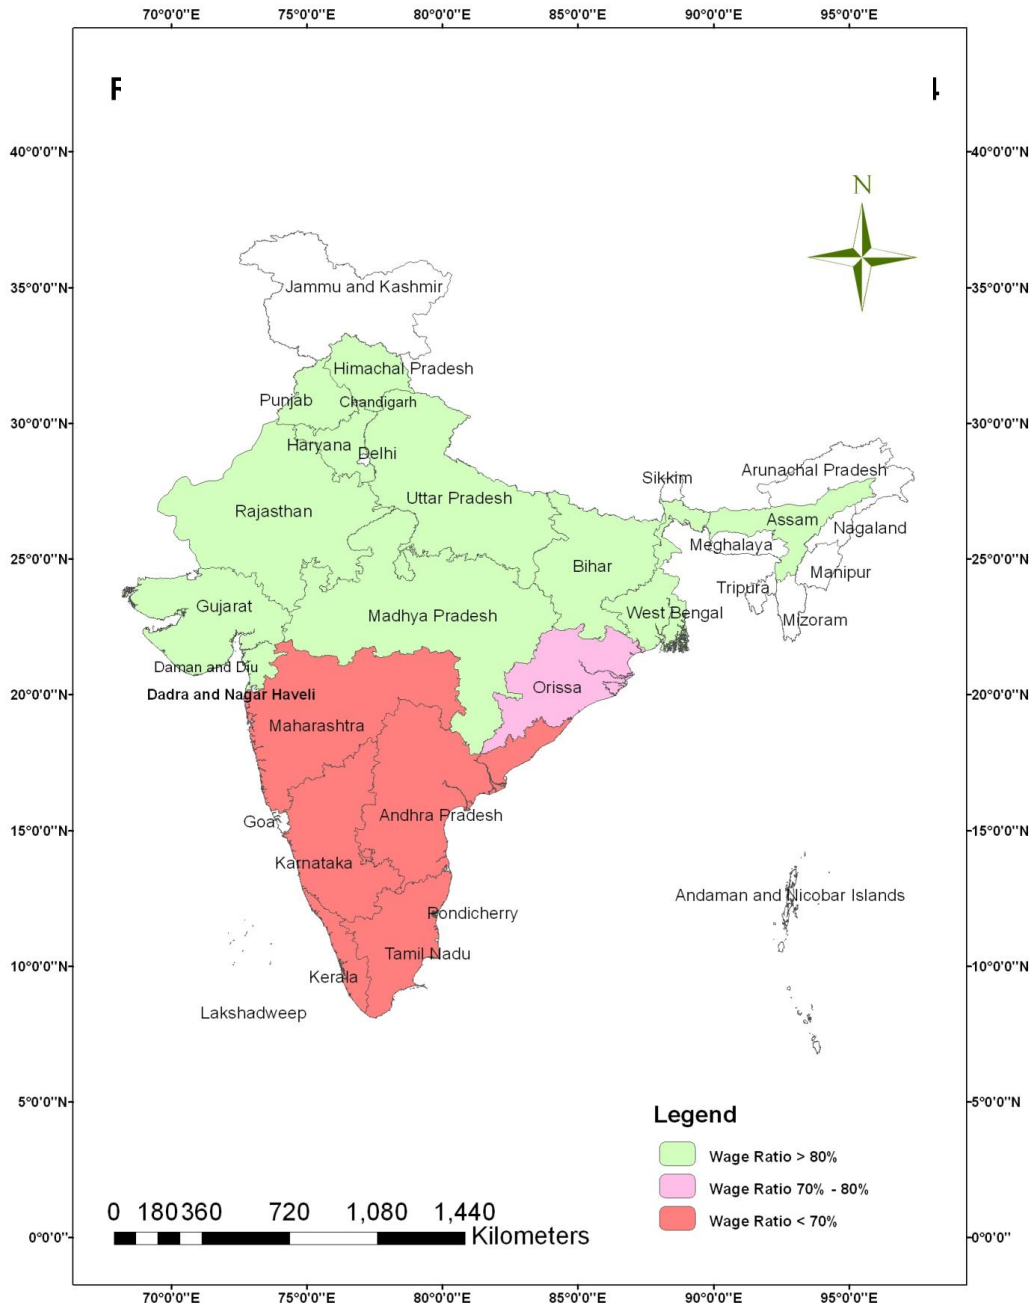 70°0'0"E 75°0'0"E 80°0'0"E 85°0'0"E 90°0'0"E 95°0'0"E
40°0'0"N 40°0'0"N
N
35°0'0"N 35°0'0"N
Jammu and Kashmir
Himachal Pradesh
Punjab
Chandigarh
30°0'0"N 30°0'0"N
Haryana
Delhi
Sikkim
Arunachal Pradesh
Uttar Pradesh
Rajasthan
Assam
Nagaland
Meghalaya
25°0'0"N 25°0'0"N
Bihar
Manipur
Tripura
Gujarat
Madhya Pradesh
West Bengal
Mizoram
Daman and Diu
Orissa
Dadra and Nagar Haveli
20°0'0"N 20°0'0"N
Maharashtra
Andhra Pradesh
Goa
15°0'0"N 15°0'0"N
Karnataka
Andaman and Nicobar Islands
Pondicherry
Tamil Nadu
10°0'0"N 10°0'0"N
Kerala
Lakshadweep
5°0'0"N 5°0'0"N
Legend
Wage Ratio > 80%
Wage Ratio 70% - 80%
Wage Ratio < 70%
0 180 360 720 1,080 1,440
Kilometers
0°0'0" 0°0'0"
70°0'0"E 75°0'0"E 80°0'0"E 85°0'0"E 90°0'0"E 95°0'0"E